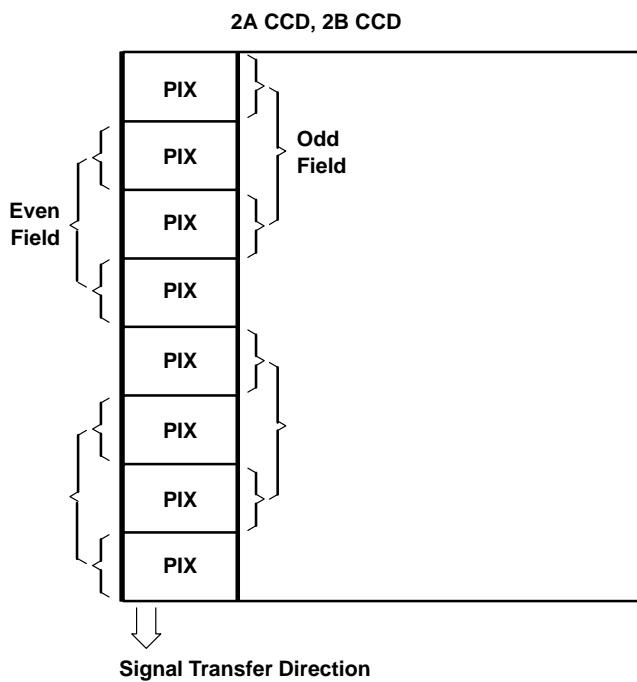 2A CCD, 2B CCD
PIX
Odd
Field
PIX
Even
Field
PIX
PIX
PIX
PIX
PIX
PIX
Signal Transfer Direction